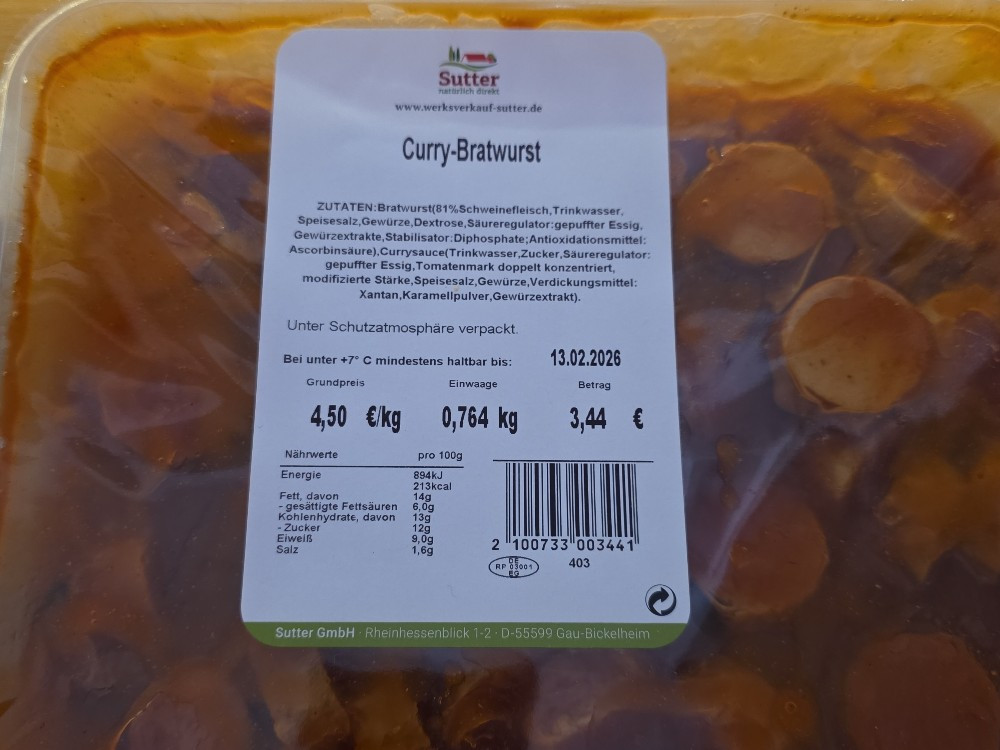 Sutter
natürlich direkt
www.werksverkauf-sutter.de
Curry-Bratwurst
ZUTATEN:Bratwurst(81%Schweinefleisch,Trinkwasser,
Speisesalz,Gewürze,Dextrose,Säureregulator:gepuffter Essig,
Gewürzextrakte,Stabilisator:Diphosphate;Antioxidationsmittel:
Ascorbinsäure),Currysauce(Trinkwasser,Zucker,Säureregulator:
gepuffter Essig,Tomatenmark doppelt konzentriert,
modifizierte Stärke,Speisesalz,Gewürze,Verdickungsmittel:
Xantan,Karamellpulver,Gewürzextrakt).
Unter Schutzatmosphäre verpackt.
Bei unter +7° C mindestens haltbar bis: 13.02.2026
Grundpreis Einwaage Betrag
4,50 €/kg 0,764 kg 3,44 €
Nährwerte pro 100g
Energie 894kJ
213kcal
Fett, davon 14g
- gesättigte Fettsäuren 6,0g
Kohlenhydrate, davon 13g
- Zucker 12g
Eiweiß 9,0g
Salz 1,6g
2 100733 003441
403
DE
RP 03001
EG
Sutter GmbH · Rheinhessenblick 1-2 · D-55599 Gau-Bickelheim